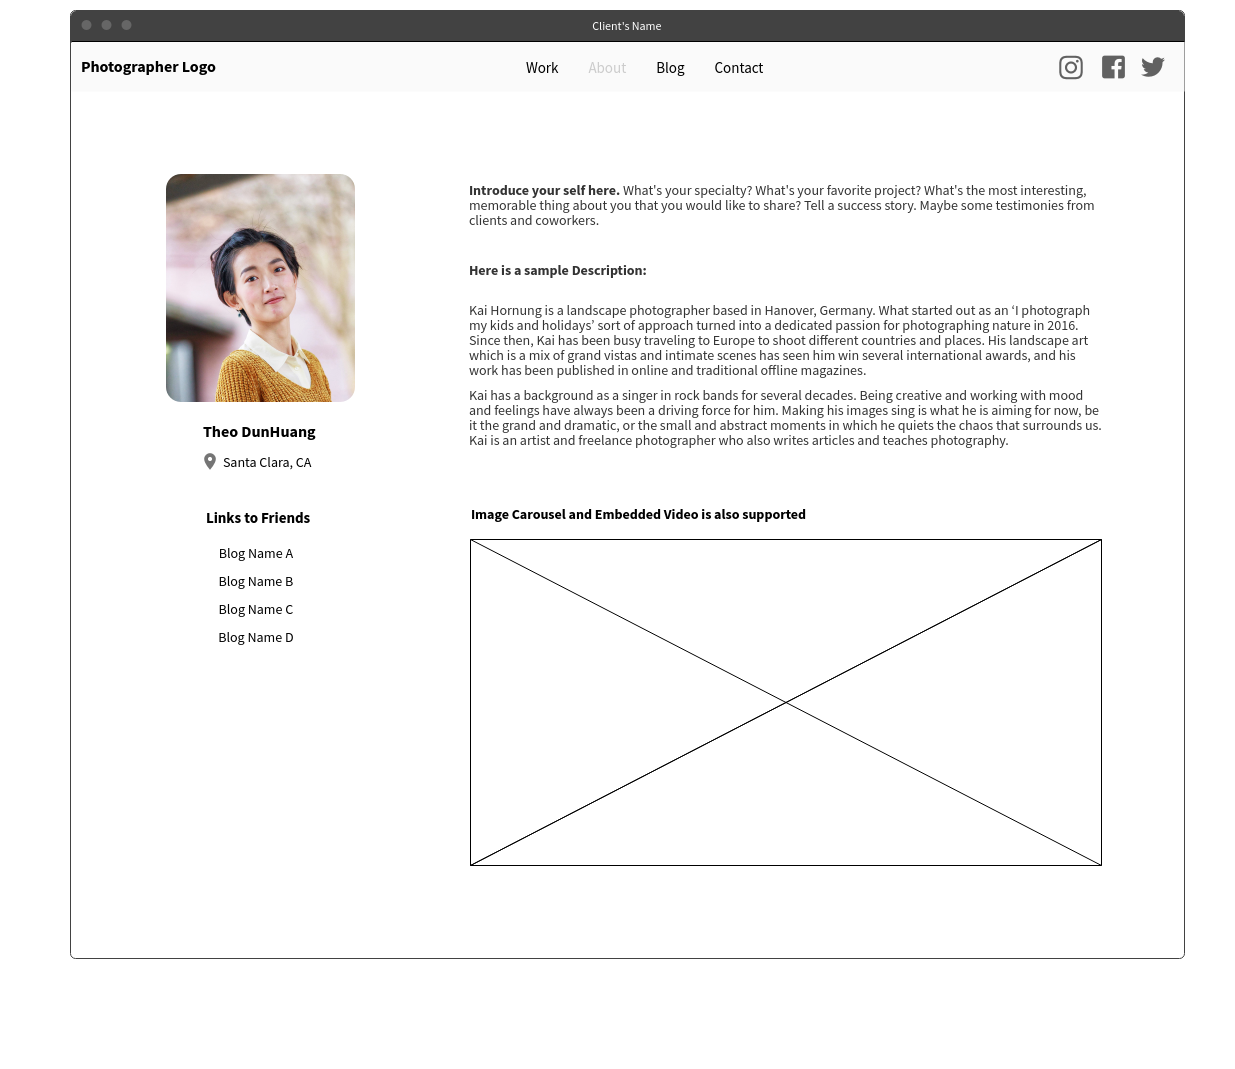 Client's Name
Photographer Logo
Work About Blog Contact
Introduce your self here. What's your specialty? What's your favorite project? What's the most interesting,
memorable thing about you that you would like to share? Tell a success story. Maybe some testimonies from
clients and coworkers.
Here is a sample Description:
Kai Hornung is a landscape photographer based in Hanover, Germany. What started out as an ‘I photograph
my kids and holidays’ sort of approach turned into a dedicated passion for photographing nature in 2016.
Since then, Kai has been busy traveling to Europe to shoot different countries and places. His landscape art
which is a mix of grand vistas and intimate scenes has seen him win several international awards, and his
work has been published in online and traditional offline magazines.
Kai has a background as a singer in rock bands for several decades. Being creative and working with mood
and feelings have always been a driving force for him. Making his images sing is what he is aiming for now, be
it the grand and dramatic, or the small and abstract moments in which he quiets the chaos that surrounds us.
Kai is an artist and freelance photographer who also writes articles and teaches photography.
Theo DunHuang
Santa Clara, CA
Links to Friends
Blog Name A
Blog Name B
Blog Name C
Blog Name D
Image Carousel and Embedded Video is also supported